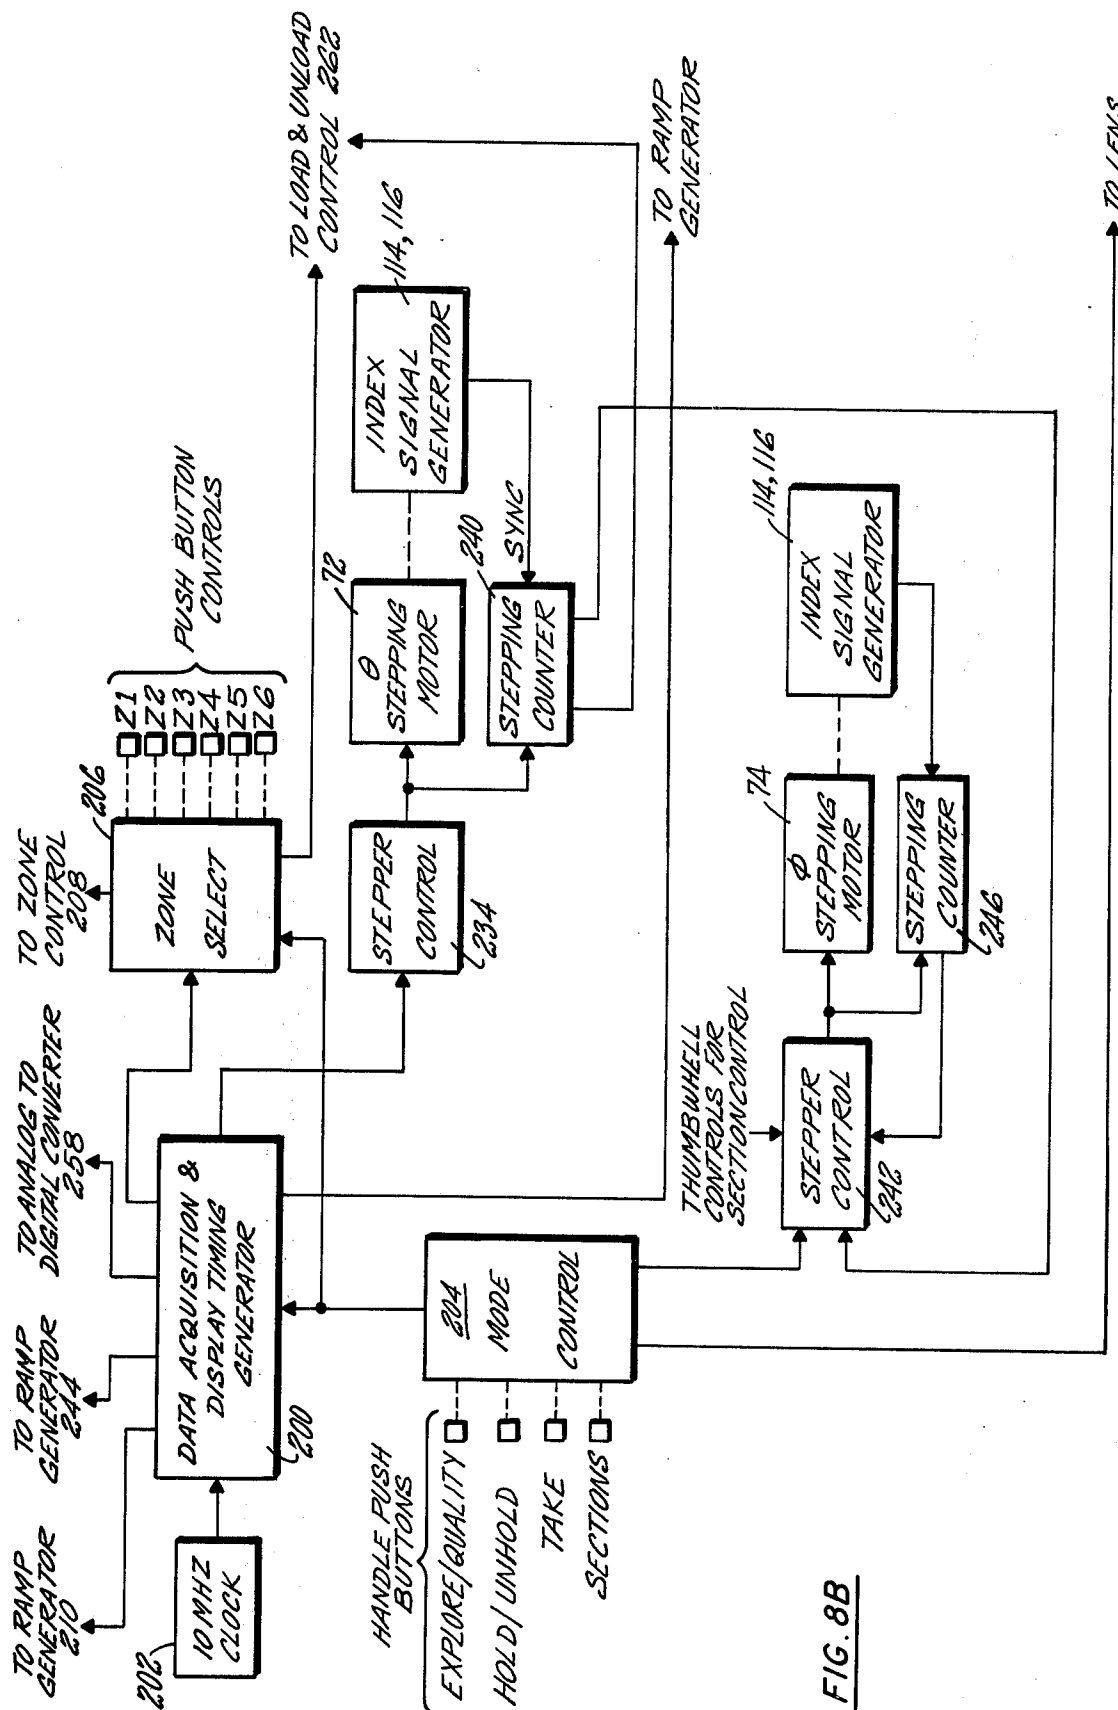 TO RAMP
GENERATOR
210
TO RAMP
GENERATOR
244
TO ANALOG TO
DIGITAL CONVERTER
258
TO ZONE
CONTROL
208
202
10 MHZ
CLOCK
DATA ACQUISITION &
DISPLAY TIMING
GENERATOR
200
206
ZONE
SELECT
Z1
Z2
Z3
Z4
Z5
Z6
PUSH BUTTON
CONTROLS
TO LOAD & UNLOAD
CONTROL 262
STEPPER
CONTROL
234
72
θ
STEPPING
MOTOR
INDEX
SIGNAL
GENERATOR
114, 116
SYNC
240
STEPPING
COUNTER
TO RAMP
GENERATOR
HANDLE PUSH
BUTTONS
EXPLORE/QUALITY
HOLD/UNHOLD
TAKE
SECTIONS
204
MODE
CONTROL
THUMBWHELL
CONTROLS FOR
SECTION CONTROL
STEPPER
CONTROL
242
74
Φ
STEPPING
MOTOR
INDEX
SIGNAL
GENERATOR
114, 116
STEPPING
COUNTER
246
TO LENS
FIG. 8B